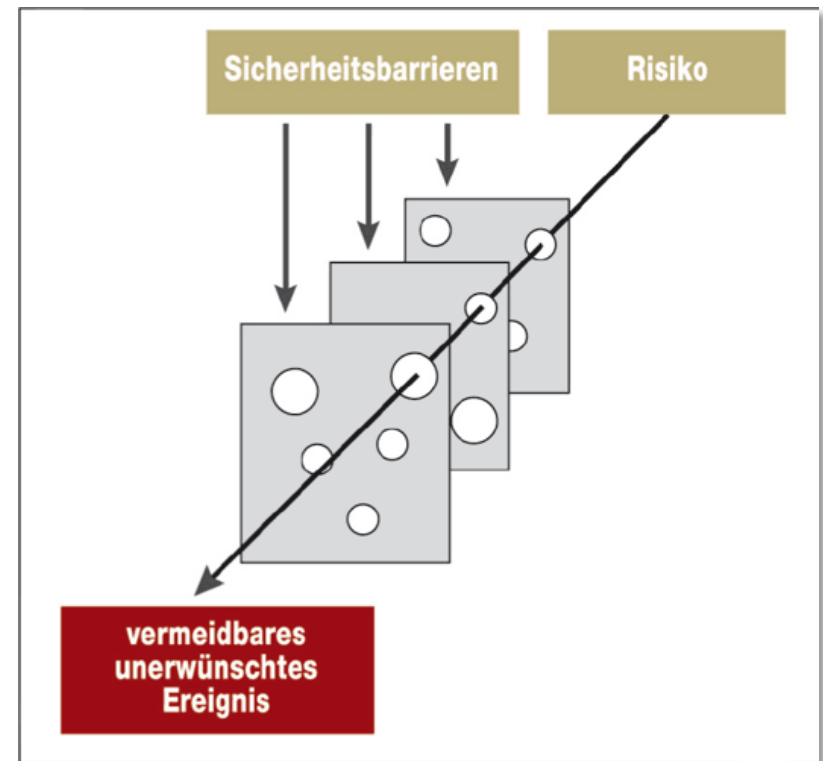 Sicherheitsbarrieren
Risiko
vermeidbares
unerwünschtes
Ereignis